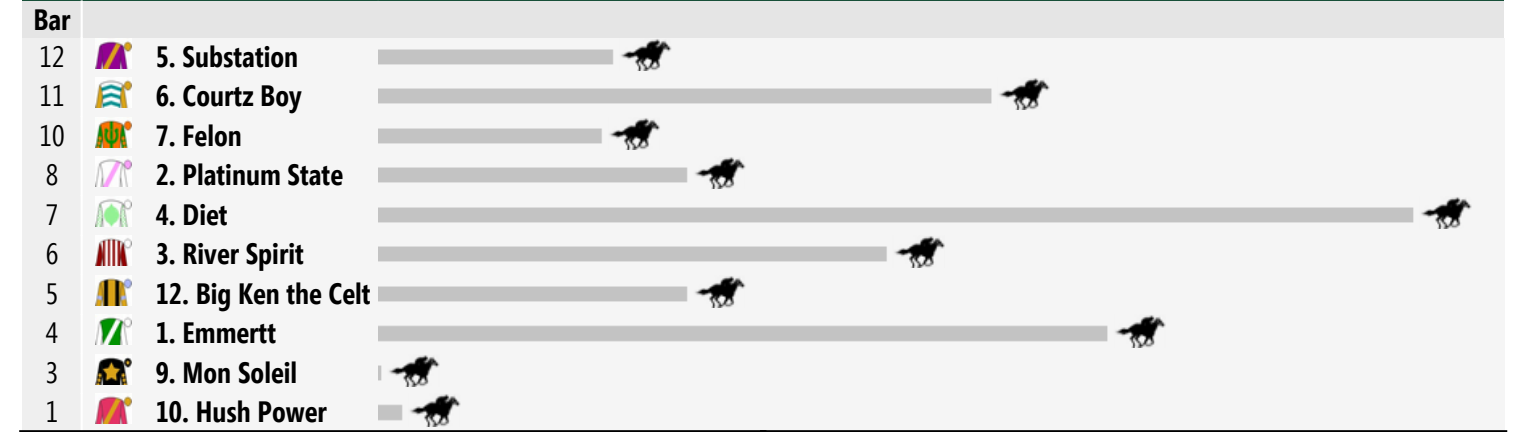 Bar
12 5. Substation
11 6. Courtz Boy
10 7. Felon
8 2. Platinum State
7 4. Diet
6 3. River Spirit
5 12. Big Ken the Celt
4 1. Emmertt
3 9. Mon Soleil
1 10. Hush Power